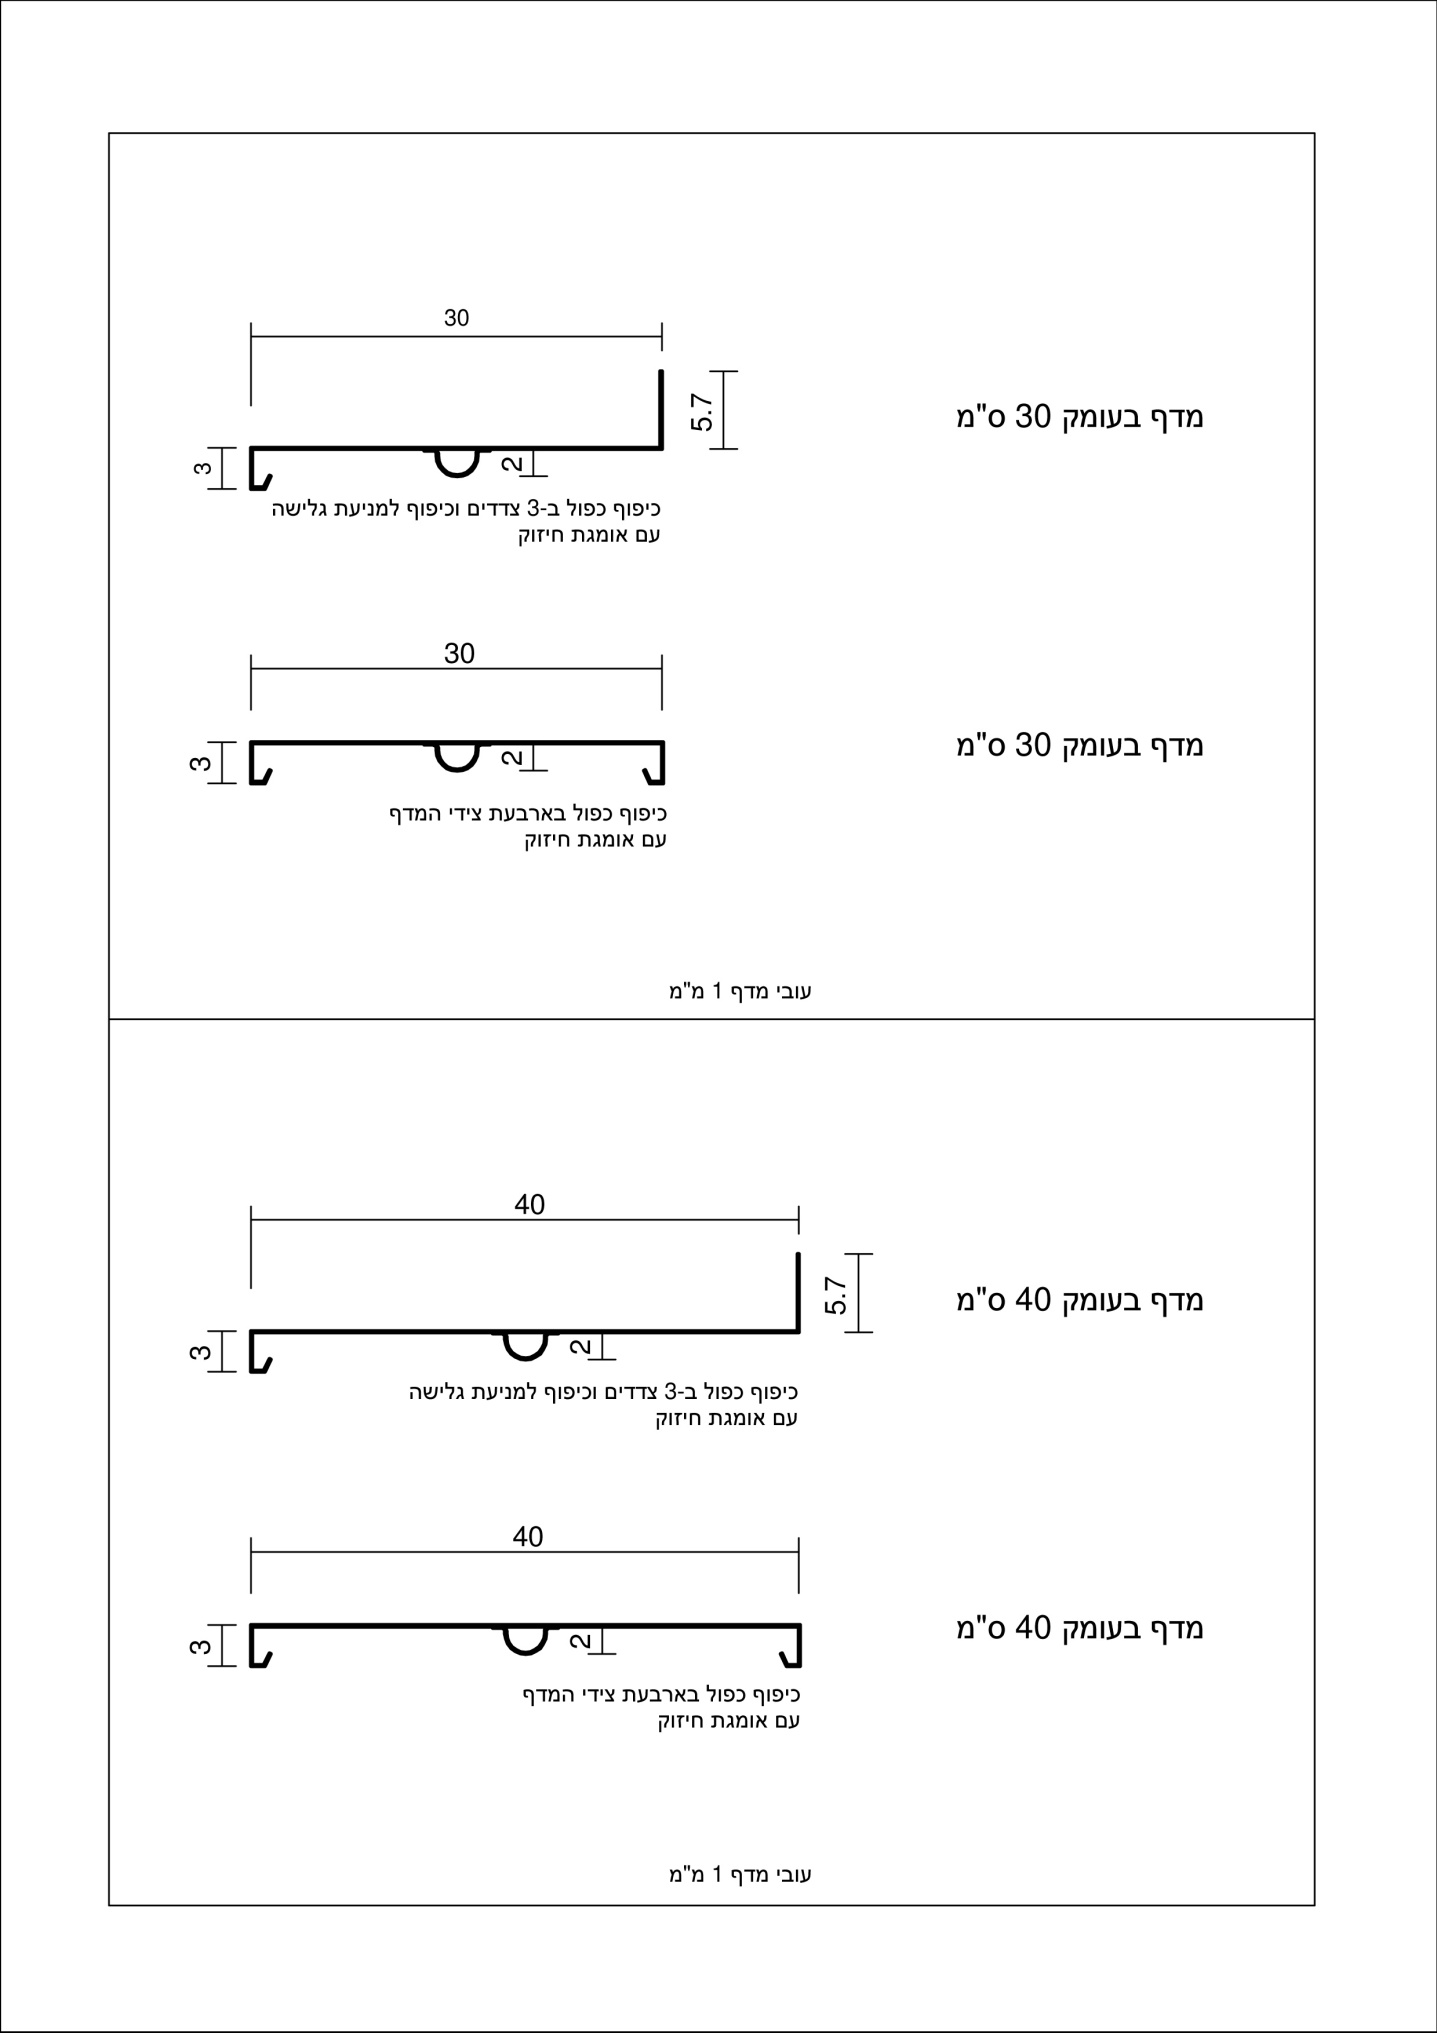 30
5.7
מדף בעומק 30 ס"מ
3
2
כיפוף כפול ב-3 צדדים וכיפוף למניעת גלישה
עם אומגת חיזוק
30
מדף בעומק 30 ס"מ
3
2
כיפוף כפול בארבעת צידי המדף
עם אומגת חיזוק
עובי מדף 1 מ"מ
40
5.7
מדף בעומק 40 ס"מ
3
2
כיפוף כפול ב-3 צדדים וכיפוף למניעת גלישה
עם אומגת חיזוק
40
מדף בעומק 40 ס"מ
3
2
כיפוף כפול בארבעת צידי המדף
עם אומגת חיזוק
עובי מדף 1 מ"מ